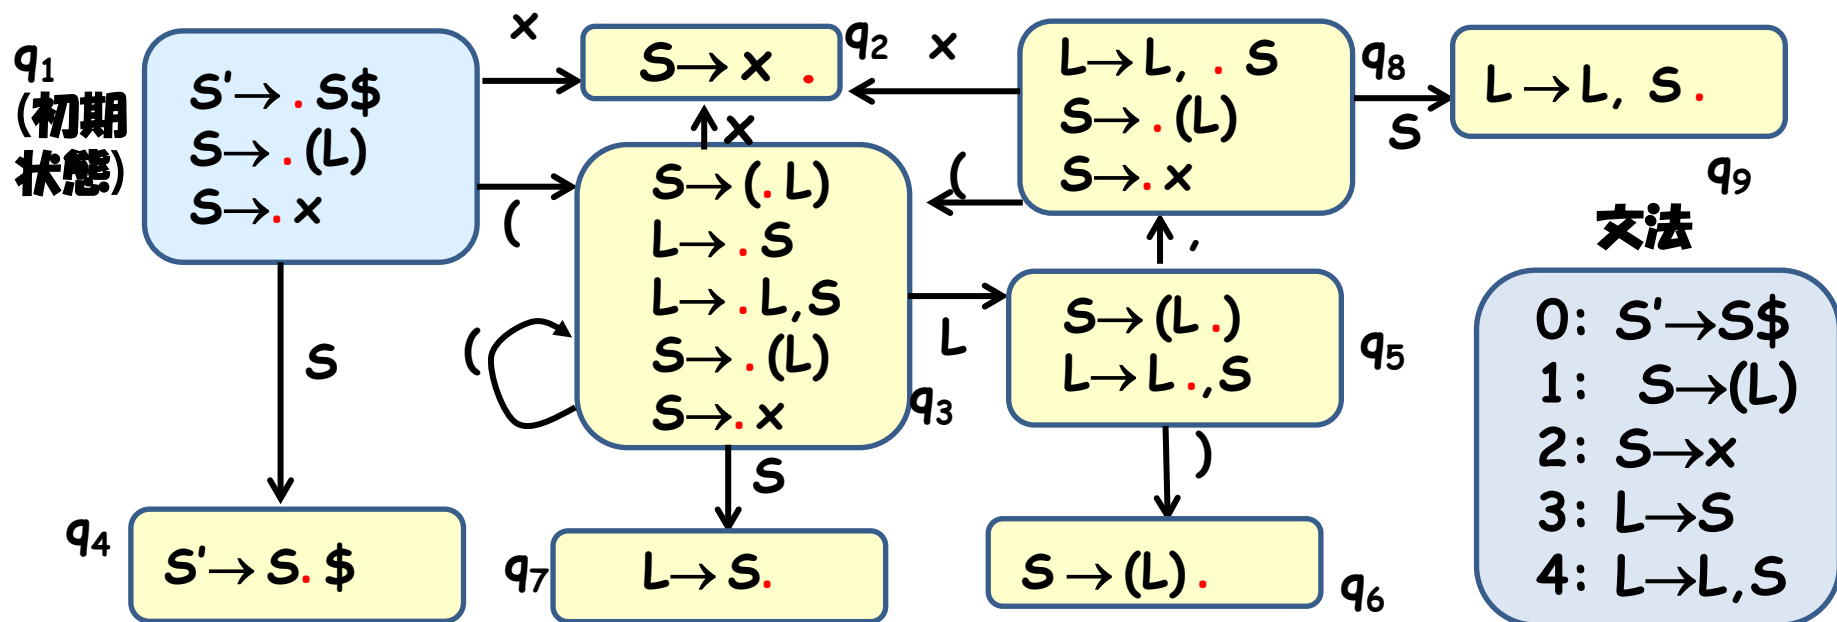 q1
(初期
状態)
S'→ . S$
S→ . (L)
S→. x
x
(
S
S→ x .
q2
x
x
S→(. L)
L→ . S
L→ . L,S
S→ . (L)
S→. x
q3
(
S
L
L→L, . S
S→ . (L)
S→. x
q8
(
S
L →L, S .
q9
,
S→(L .)
L→L .,S
q5
)
q4
S'→ S. $
q7
L→ S.
S →(L) .
q6
文法
0: S'→S$
1: S→(L)
2: S→x
3: L→S
4: L→L,S